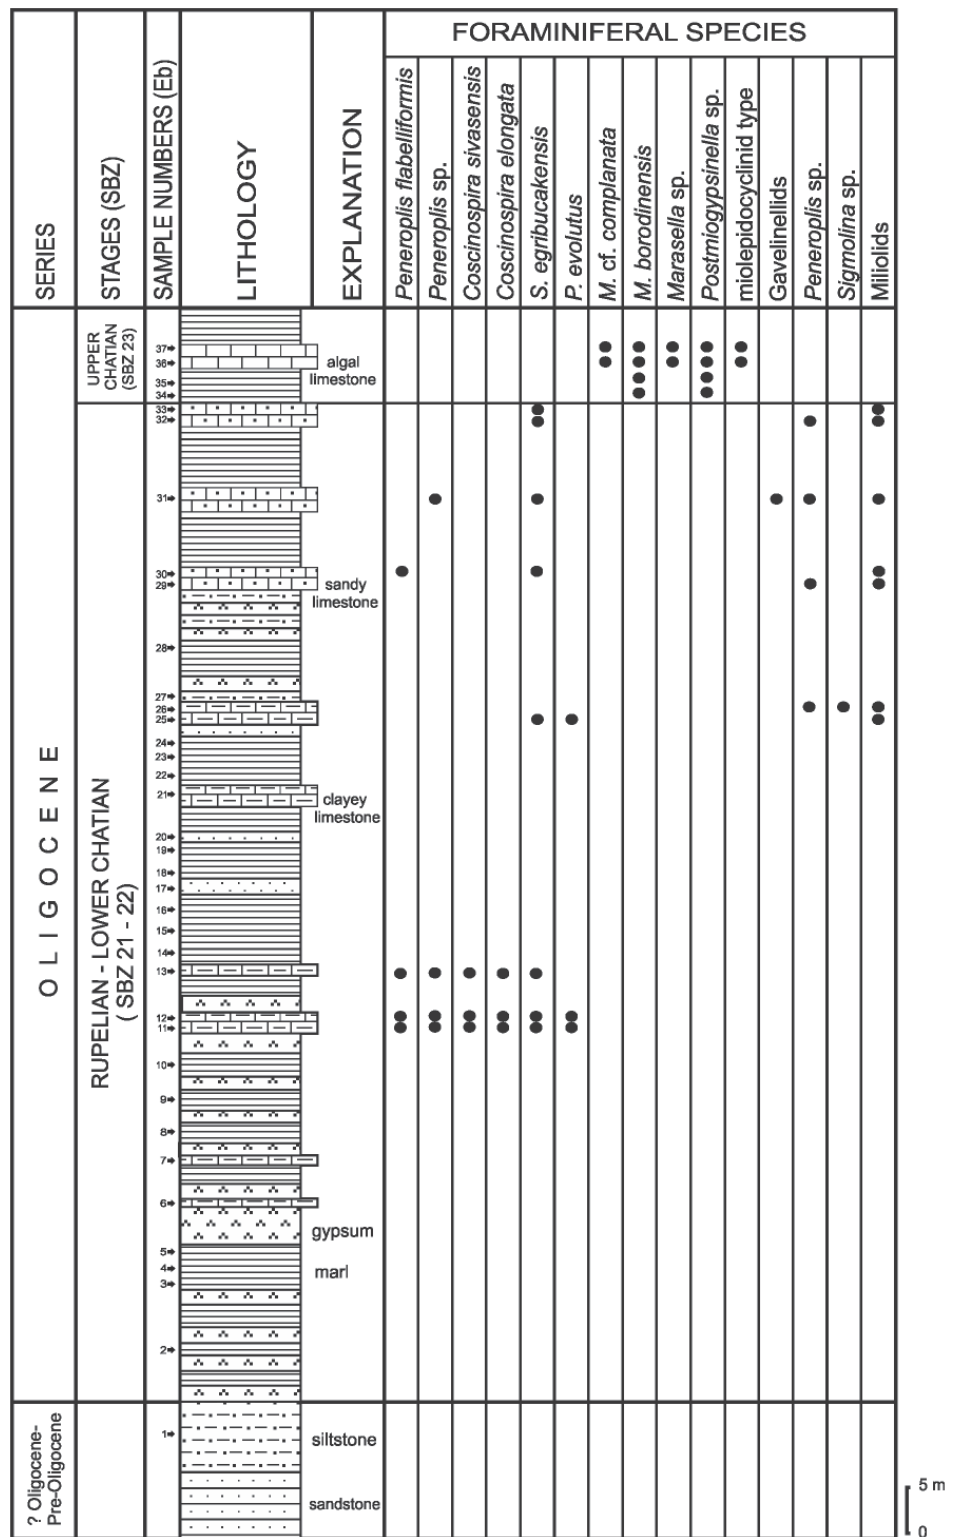 FORAMINIFERAL SPECIES
SERIES
STAGES (SBZ)
SAMPLE NUMBERS (Eb)
LITHOLOGY
EXPLANATION
Peneroplis flabelliformis
Peneroplis sp.
Coscinospira sivasensis
Coscinospira elongata
S. egribucakensis
P. evolutus
M. cf. complanata
M. borodinensis
Marasella sp.
Postmiogypsinella sp.
miolepidocyclinid type
Gavelinellids
Peneroplis sp.
Sigmolina sp.
Miliolids
OLIGOCENE
UPPER
CHATIAN
(SBZ 23)
37
36
35
34
algal
limestone
RUPELIAN - LOWER CHATIAN
( SBZ 21 - 22)
33
32
31
30
29
sandy
limestone
28
27
26
25
24
23
22
21
clayey
limestone
20
19
18
17
16
15
14
13
12
11
10
9
8
7
6
gypsum
5
4
marl
3
2
? Oligocene-
Pre-Oligocene
1
siltstone
sandstone
5 m
0